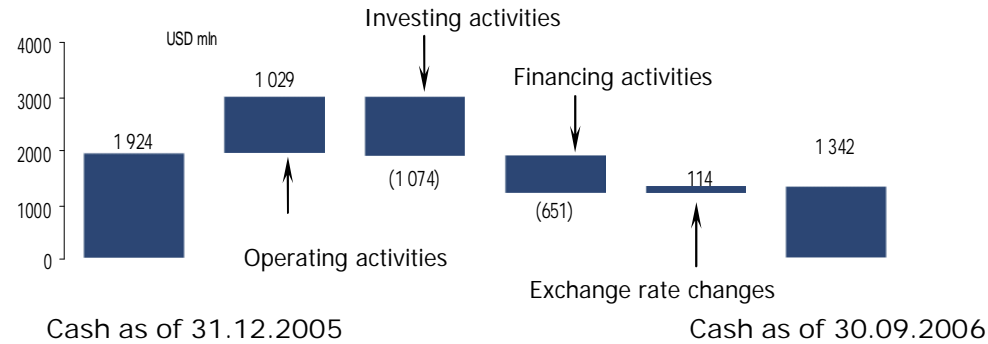 Investing activities
USD mln
4000
1 029
Financing activities
3000
1 924
1 342
2000
(1 074)
114
1000
(651)
0
Operating activities
Exchange rate changes
Cash as of 31.12.2005
Cash as of 30.09.2006